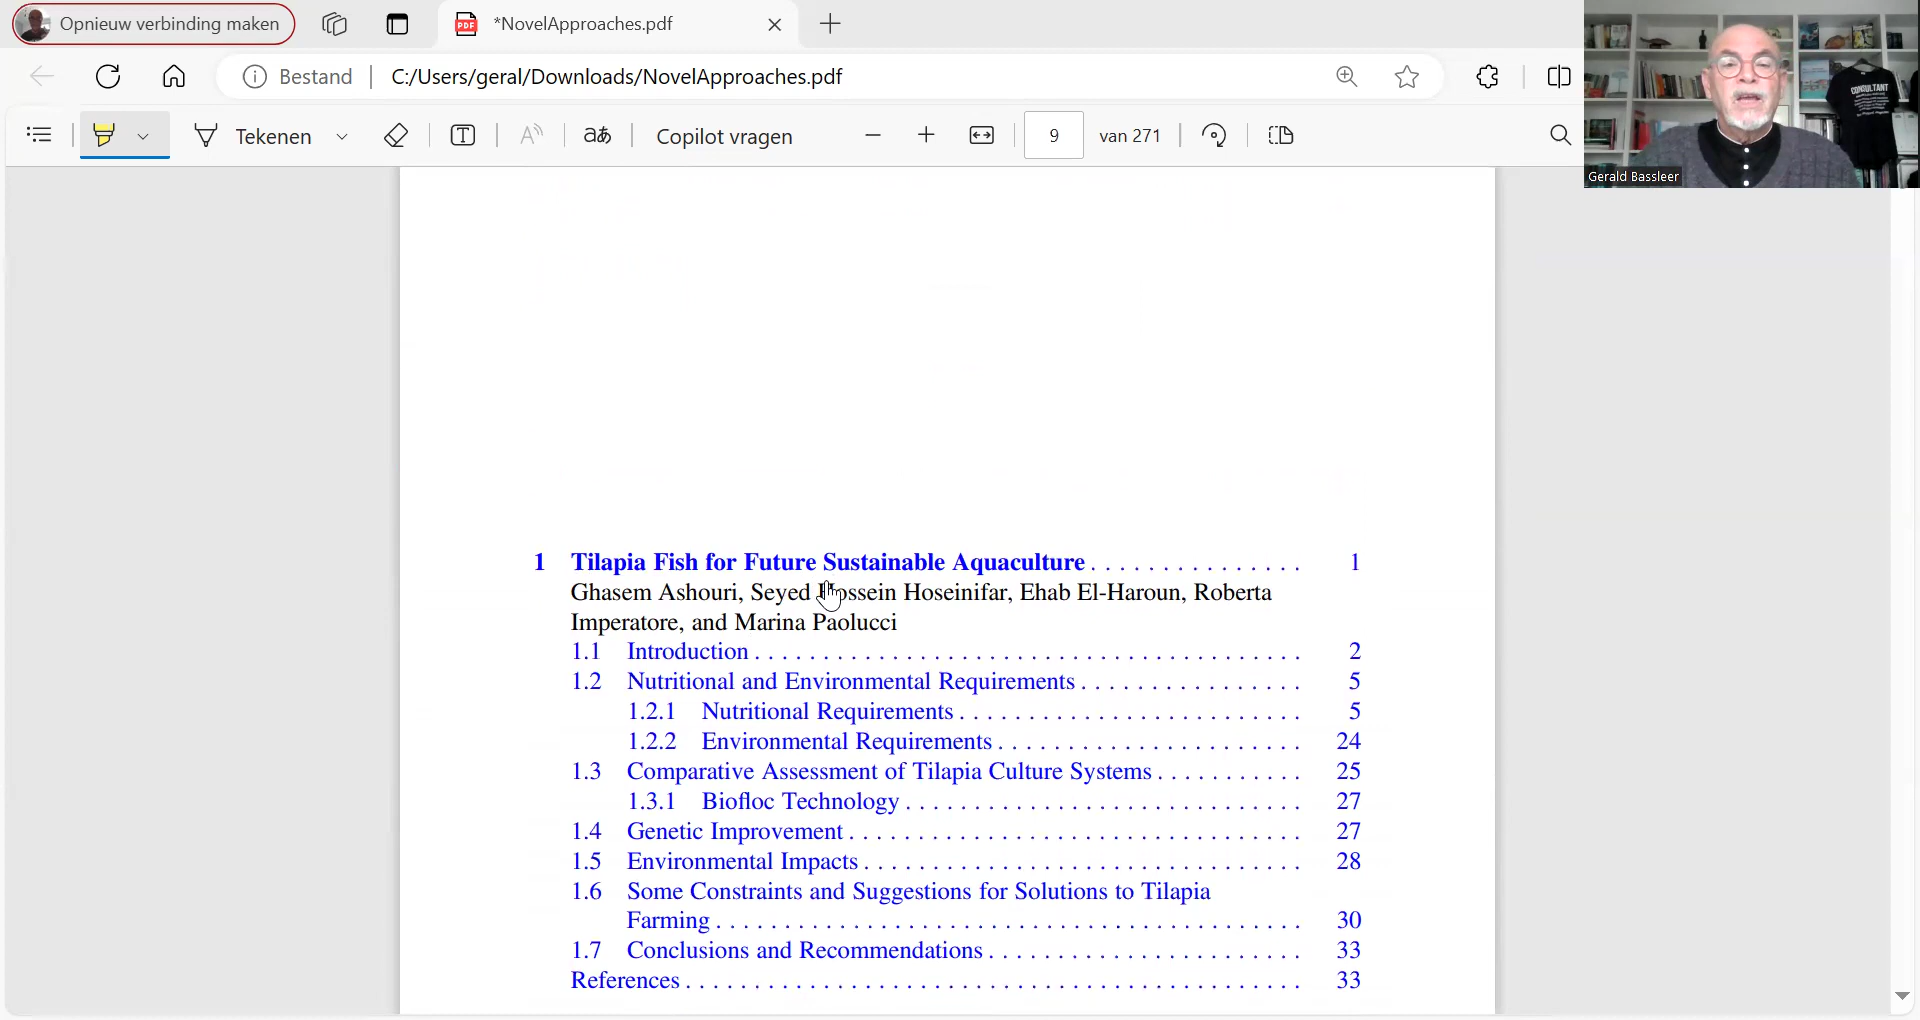 Opnieuw verbinding maken
*NovelApproaches.pdf
Bestand | C:/Users/geral/Downloads/NovelApproaches.pdf
Tekenen
aあ
Copilot vragen
9 van 271
CONSULTANT
Gerald Bassleer
1 Tilapia Fish for Future Sustainable Aquaculture . . . . . . . . . . . . . . . 1
Ghasem Ashouri, Seyed Hossein Hoseinifar, Ehab El-Haroun, Roberta
Imperatore, and Marina Paolucci
1.1 Introduction . . . . . . . . . . . . . . . . . . . . . . . . . . . . . . . . . . . . . . . 2
1.2 Nutritional and Environmental Requirements . . . . . . . . . . . . . . . . 5
1.2.1 Nutritional Requirements . . . . . . . . . . . . . . . . . . . . . . . . . 5
1.2.2 Environmental Requirements . . . . . . . . . . . . . . . . . . . . . . 24
1.3 Comparative Assessment of Tilapia Culture Systems . . . . . . . . . . . 25
1.3.1 Biofloc Technology . . . . . . . . . . . . . . . . . . . . . . . . . . . . . 27
1.4 Genetic Improvement . . . . . . . . . . . . . . . . . . . . . . . . . . . . . . . . . 27
1.5 Environmental Impacts . . . . . . . . . . . . . . . . . . . . . . . . . . . . . . . . 28
1.6 Some Constraints and Suggestions for Solutions to Tilapia
Farming . . . . . . . . . . . . . . . . . . . . . . . . . . . . . . . . . . . . . . . . . . . 30
1.7 Conclusions and Recommendations . . . . . . . . . . . . . . . . . . . . . . . 33
References . . . . . . . . . . . . . . . . . . . . . . . . . . . . . . . . . . . . . . . . . . . . . 33